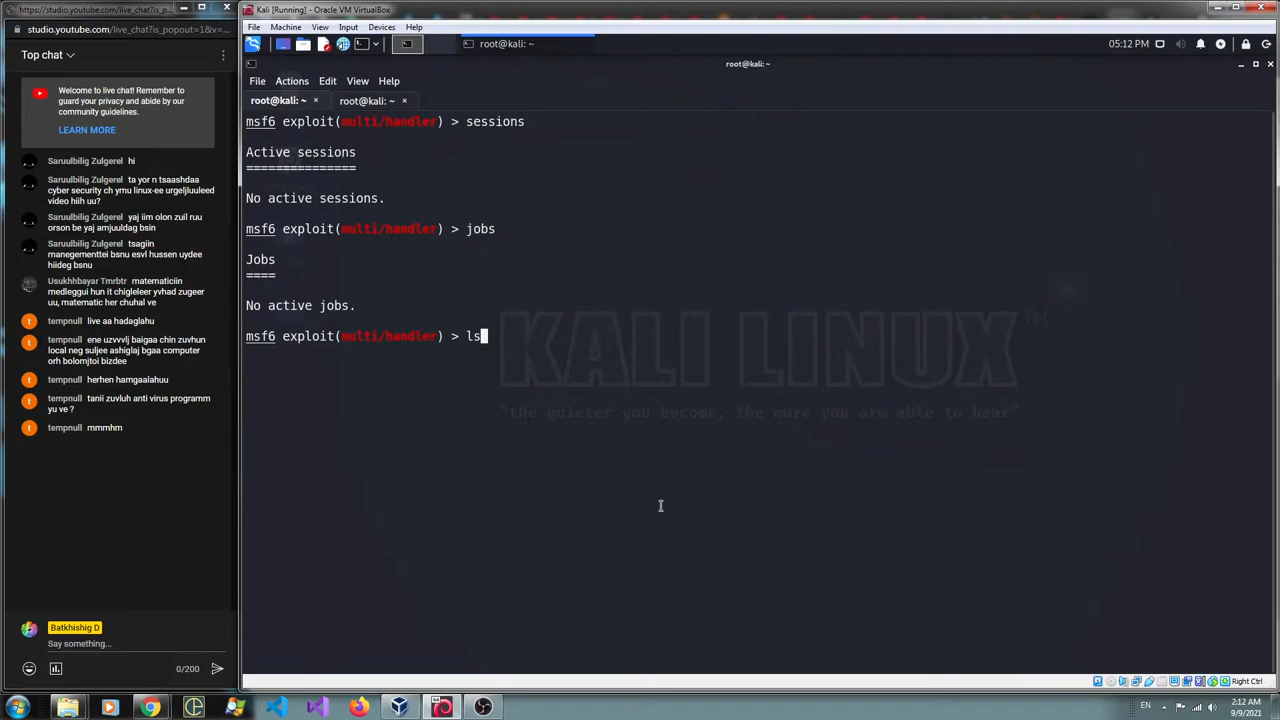 https://studio.youtube.com/live_chat?is_popout=1&v=...
studio.youtube.com/live_chat?is_popout=1&v=...
Top chat
Welcome to live chat! Remember to
guard your privacy and abide by our
community guidelines.
LEARN MORE
Saruulbilig Zulgerel hi
Saruulbilig Zulgerel ta yor n tsaashdaa
cyber security ch ymu linux-ee urgeljluuleed
video hiih uu?
Saruulbilig Zulgerel yaj iim olon zuil ruu
orson be yaj amjuuldag bsin
Saruulbilig Zulgerel tsagiin
manegementtei bsnu esvl hussen uydee
hiideg bsnu
Usukhhbayar Tmrbtr matematiciin
medleggui hun it chigleleer yvhad zugeer
uu, matematic her chuhal ve
tempnull live aa hadaglahu
tempnull ene uzvvvlj baigaa chin zuvhun
local neg suljee ashiglaj bgaa computer
orh bolomjtoi bizdee
tempnull herhen hamgaalahuu
tempnull tanii zuvluh anti virus programm
yu ve ?
tempnull mmmhm
Batkhishig D
Say something...
0/200
Kali [Running] - Oracle VM VirtualBox
File Machine View Input Devices Help
root@kali: ~
05:12 PM
root@kali: ~
File Actions Edit View Help
root@kali: ~ × root@kali: ~ ×
msf6 exploit(multi/handler) > sessions
Active sessions
===============
No active sessions.
msf6 exploit(multi/handler) > jobs
Jobs
====
No active jobs.
msf6 exploit(multi/handler) > ls
KALI LINUX™
"the quieter you become, the more you are able to hear"
Right Ctrl
EN
2:12 AM
9/9/2021